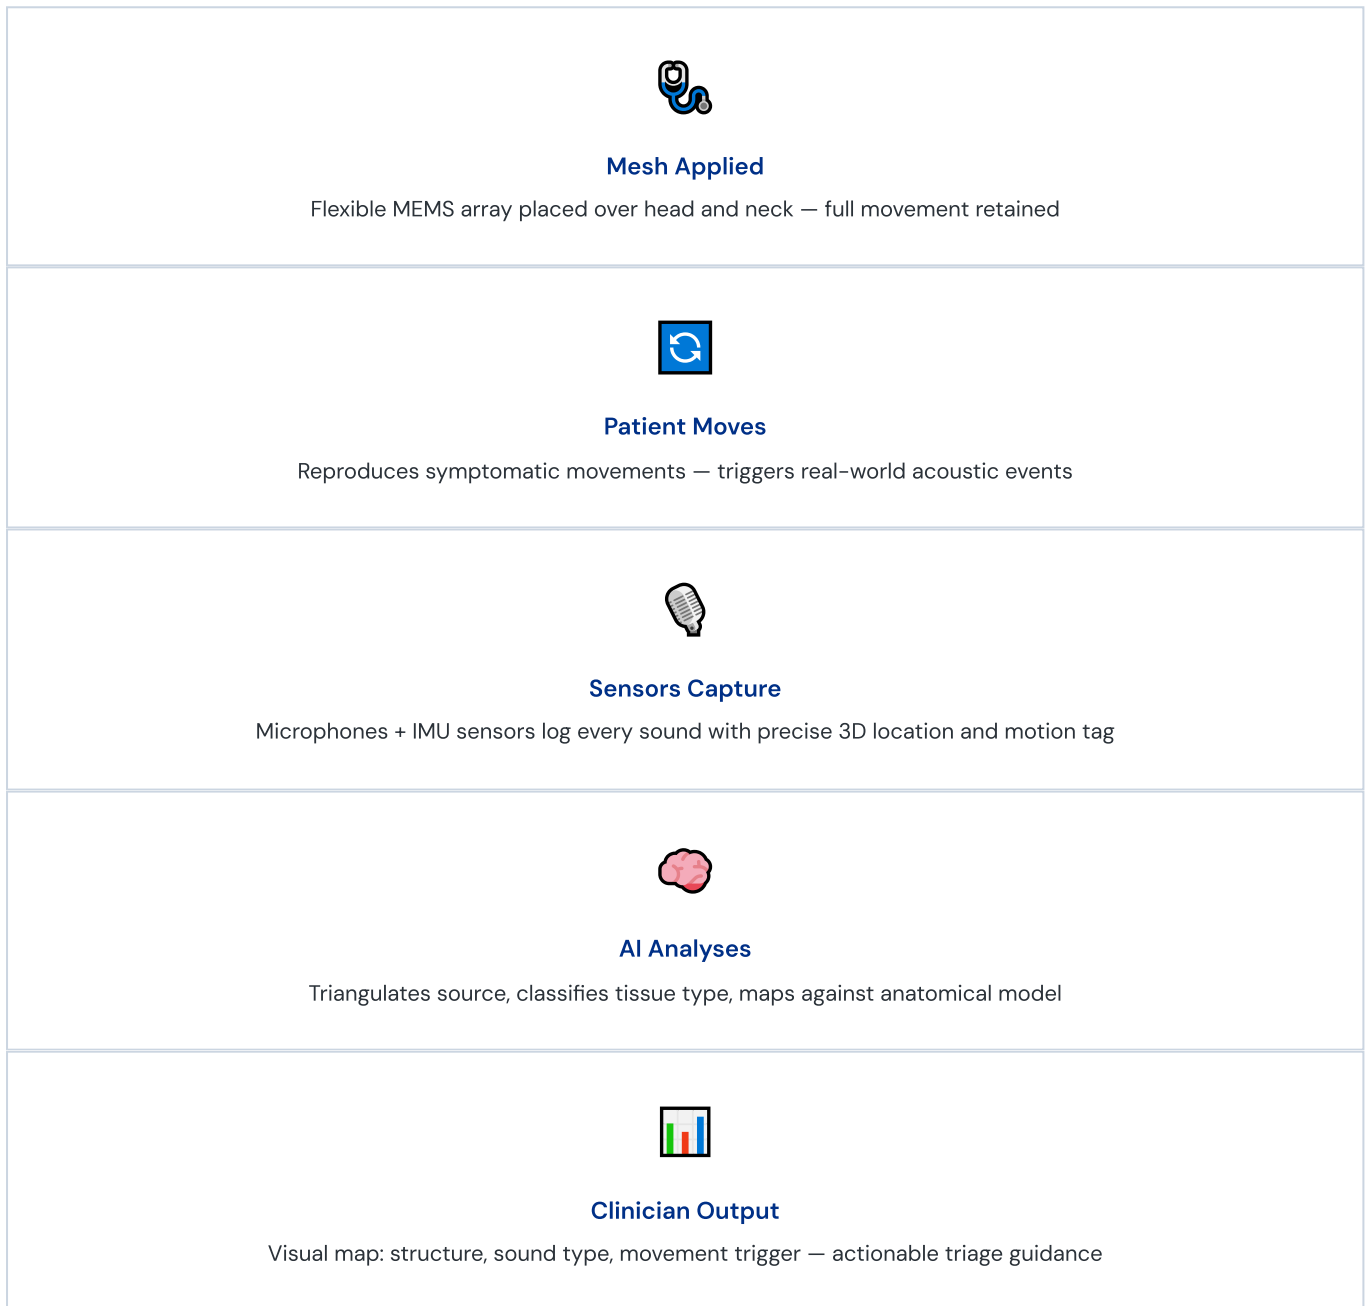 Mesh Applied
Flexible MEMS array placed over head and neck — full movement retained
Patient Moves
Reproduces symptomatic movements — triggers real-world acoustic events
Sensors Capture
Microphones + IMU sensors log every sound with precise 3D location and motion tag
AI Analyses
Triangulates source, classifies tissue type, maps against anatomical model
Clinician Output
Visual map: structure, sound type, movement trigger — actionable triage guidance